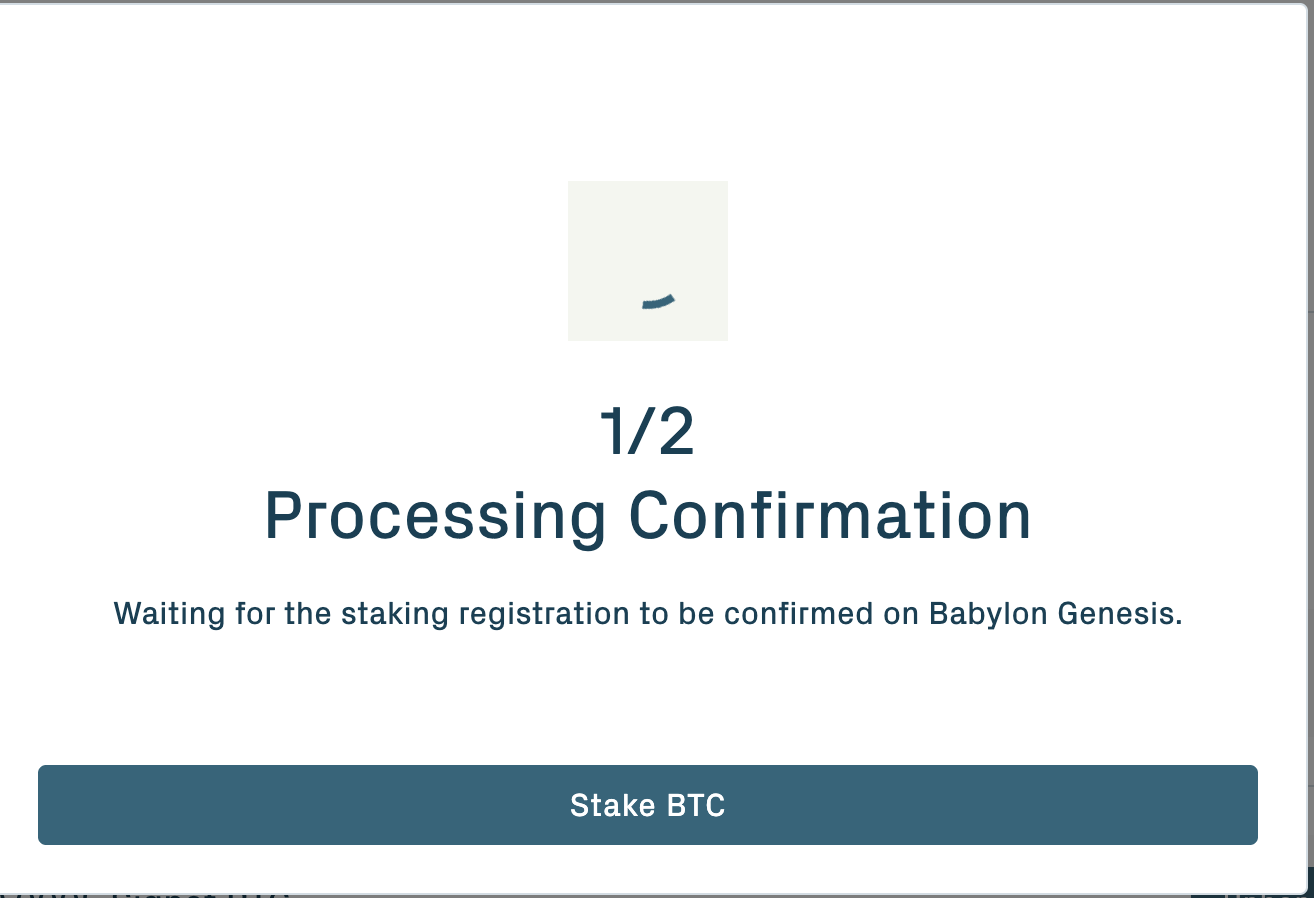 1/2
Processing Confirmation
Waiting for the staking registration to be confirmed on Babylon Genesis.
Stake BTC